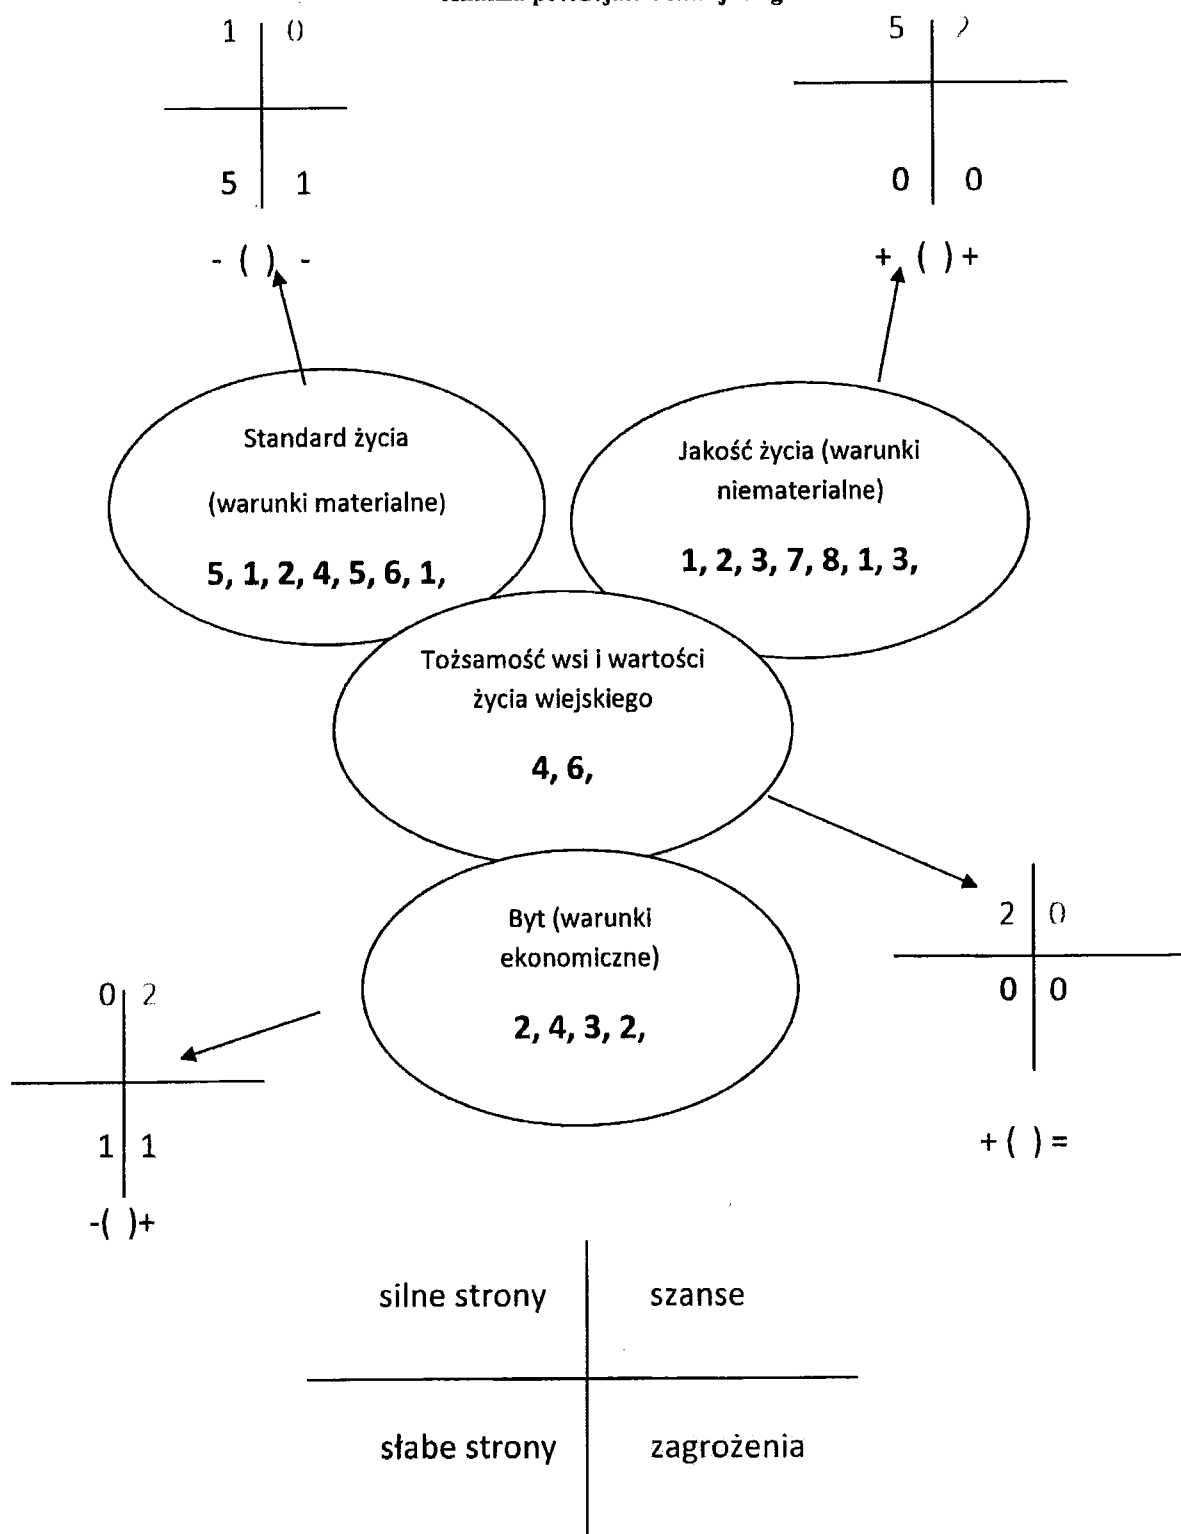 1 0
5 2
5 1
0 0
- ( ) -
+ ( ) +
Standard życia
(warunki materialne)
5, 1, 2, 4, 5, 6, 1,
Jakość życia (warunki
niematerialne)
1, 2, 3, 7, 8, 1, 3,
Tożsamość wsi i wartości
życia wiejskiego
4, 6,
2 0
0 0
+ ( ) =
Byt (warunki
ekonomiczne)
2, 4, 3, 2,
0 2
1 1
-( )+
silne strony szanse
słabe strony zagrożenia